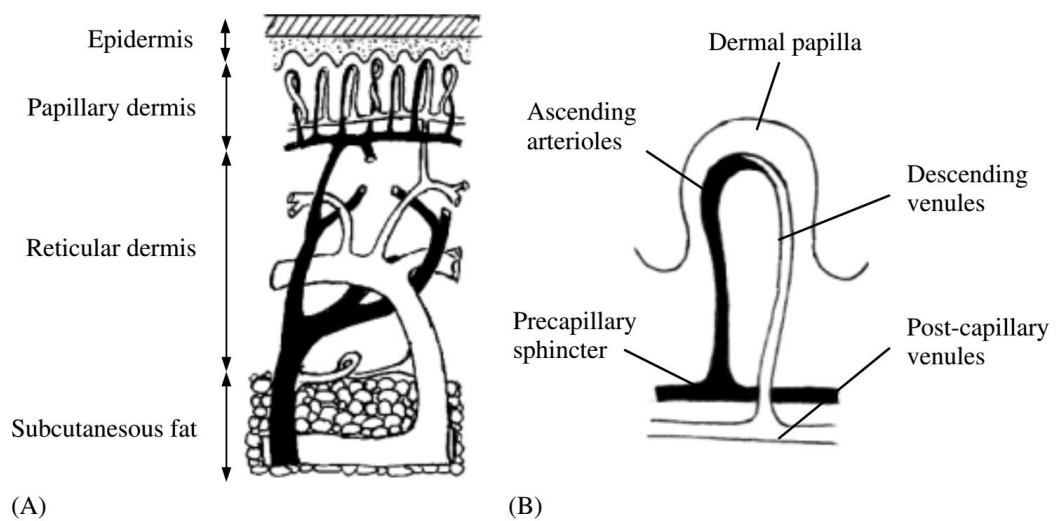 Epidermis
Papillary dermis
Reticular dermis
Subcutanesous fat
(A)
Dermal papilla
Ascending
arterioles
Descending
venules
Precapillary
sphincter
Post-capillary
venules
(B)